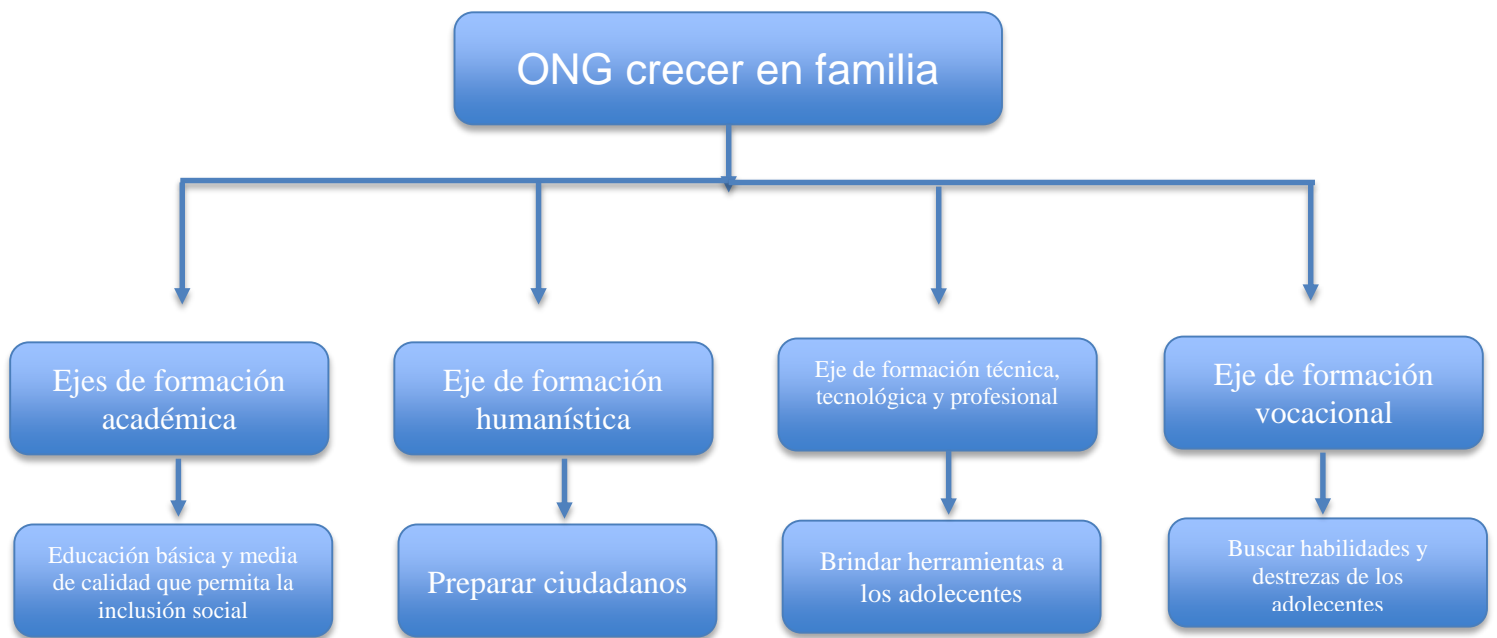 ONG crecer en familia
Ejes de formación
académica
Eje de formación
humanística
Eje de formación técnica,
tecnológica y profesional
Eje de formación
vocacional
Educación básica y media
de calidad que permita la
inclusión social
Preparar ciudadanos
Brindar herramientas a
los adolecentes
Buscar habilidades y
destrezas de los
adolecentes